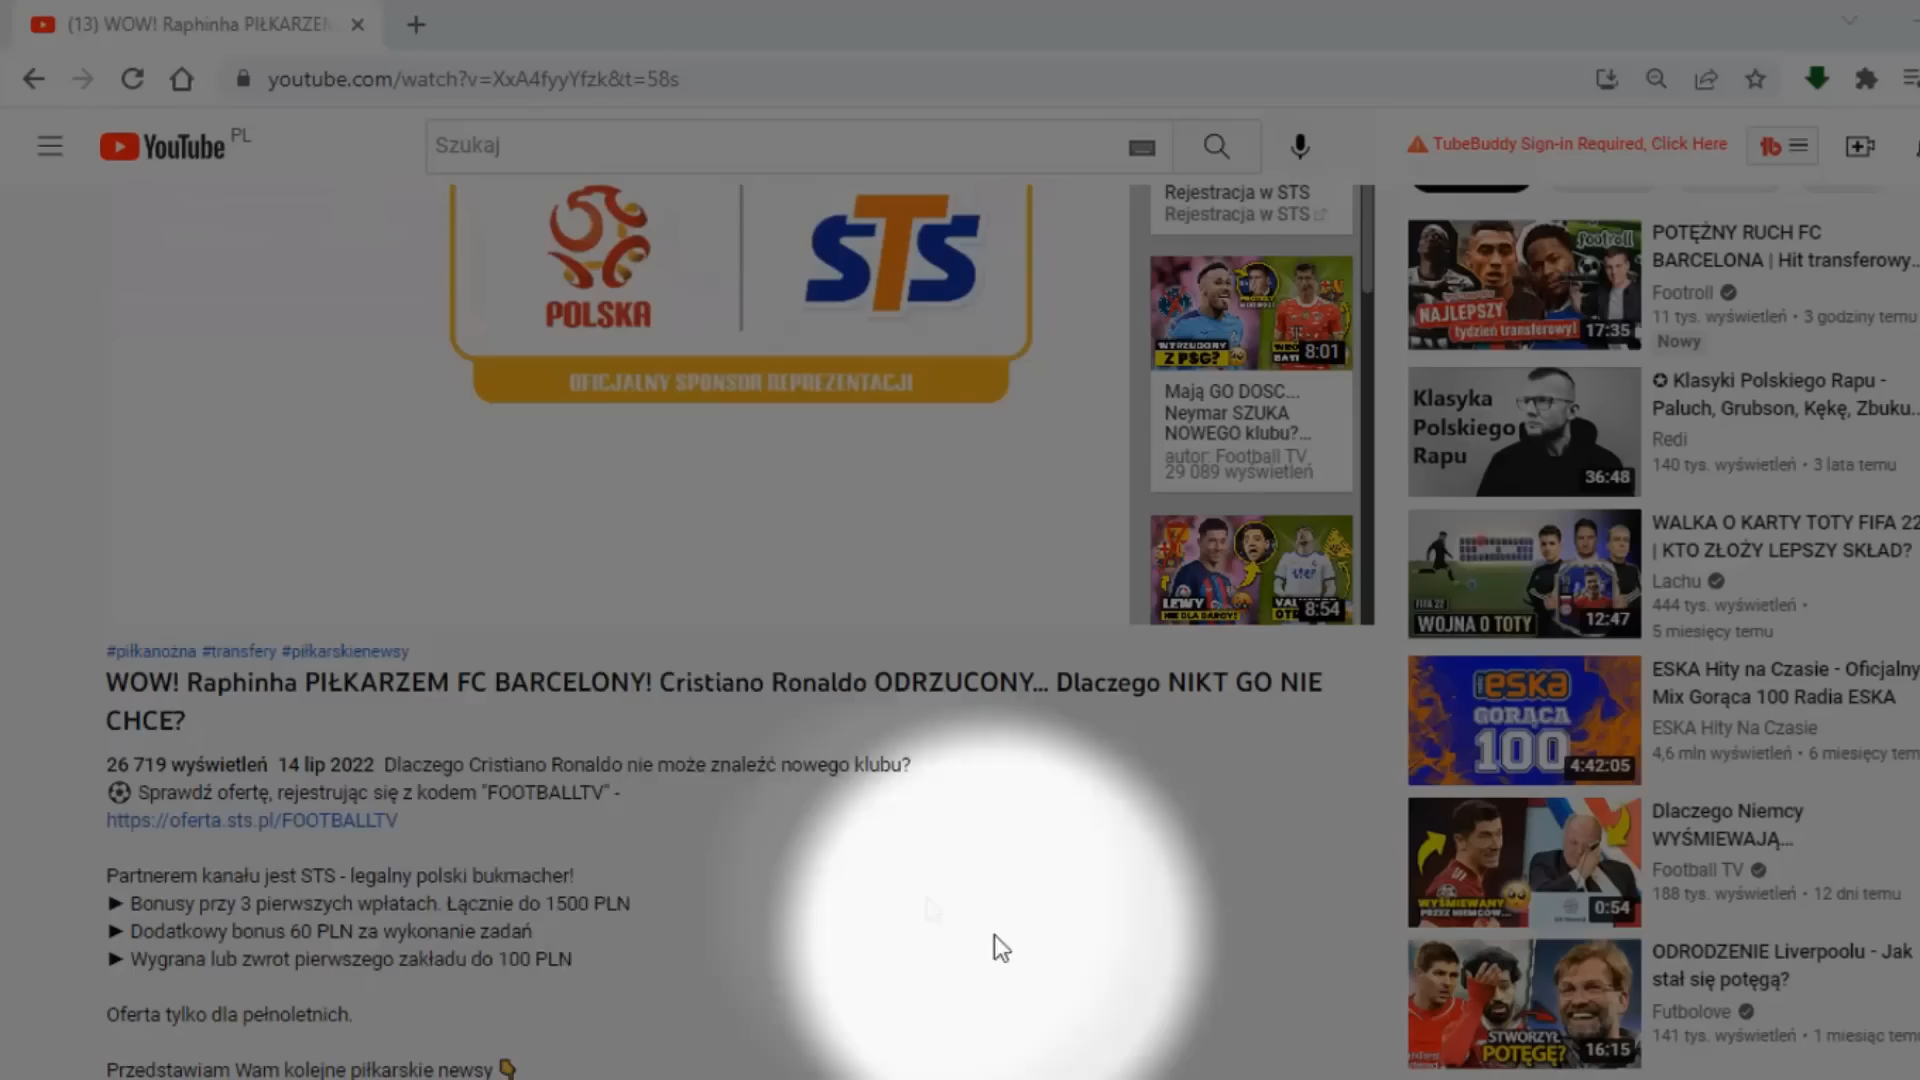 (13) WOW! Raphinha PIŁKARZEM
youtube.com/watch?v=XxA4fyyYfzk&t=58s
YouTube PL
Szukaj
TubeBuddy Sign-in Required, Click Here
POLSKA
STS
OFICJALNY SPONSOR REPREZENTACJI
Rejestracja w STS
Rejestracja w STS
Z PSG?
8:01
Mają GO DOSC...
Neymar SZUKA
NOWEGO klubu?...
autor: Football TV
29 089 wyświetleń
LEWY
8:54
#piłkanożna #transfery #piłkarskienewsy
WOW! Raphinha PIŁKARZEM FC BARCELONY! Cristiano Ronaldo ODRZUCONY... Dlaczego NIKT GO NIE
CHCE?
26 719 wyświetleń 14 lip 2022 Dlaczego Cristiano Ronaldo nie może znaleźć nowego klubu?
⚽ Sprawdź ofertę, rejestrując się z kodem "FOOTBALLTV" -
https://oferta.sts.pl/FOOTBALLTV
Partnerem kanału jest STS - legalny polski bukmacher!
► Bonusy przy 3 pierwszych wpłatach. Łącznie do 1500 PLN
► Dodatkowy bonus 60 PLN za wykonanie zadań
► Wygrana lub zwrot pierwszego zakładu do 100 PLN
Oferta tylko dla pełnoletnich.
Przedstawiam Wam kolejne piłkarskie newsy 👇
footroll
NAJLEPSZY
tydzień transferowy!
17:35
POTĘŻNY RUCH FC
BARCELONA | Hit transferowy...
Footroll
11 tys. wyświetleń • 3 godziny temu
Nowy
Klasyka
Polskiego
Rapu
36:48
✪ Klasyki Polskiego Rapu -
Paluch, Grubson, Kękę, Zbuku...
Redi
140 tys. wyświetleń • 3 lata temu
FIFA 22
WOJNA O TOTY
12:47
WALKA O KARTY TOTY FIFA 22
| KTO ZŁOŻY LEPSZY SKŁAD?
Lachu
444 tys. wyświetleń •
5 miesięcy temu
ESKA
GORĄCA
100
4:42:05
ESKA Hity na Czasie - Oficjalny
Mix Gorąca 100 Radia ESKA
ESKA Hity Na Czasie
4,6 mln wyświetleń • 6 miesięcy tem
WYŚMIEWANY
PRZEZ NIEMCÓW...
0:54
Dlaczego Niemcy
WYŚMIEWAJĄ...
Football TV
188 tys. wyświetleń • 12 dni temu
STWORZYŁ
POTĘGĘ?
16:15
ODRODZENIE Liverpoolu - Jak
stał się potęgą?
Futbolove
141 tys. wyświetleń • 1 miesiąc tem